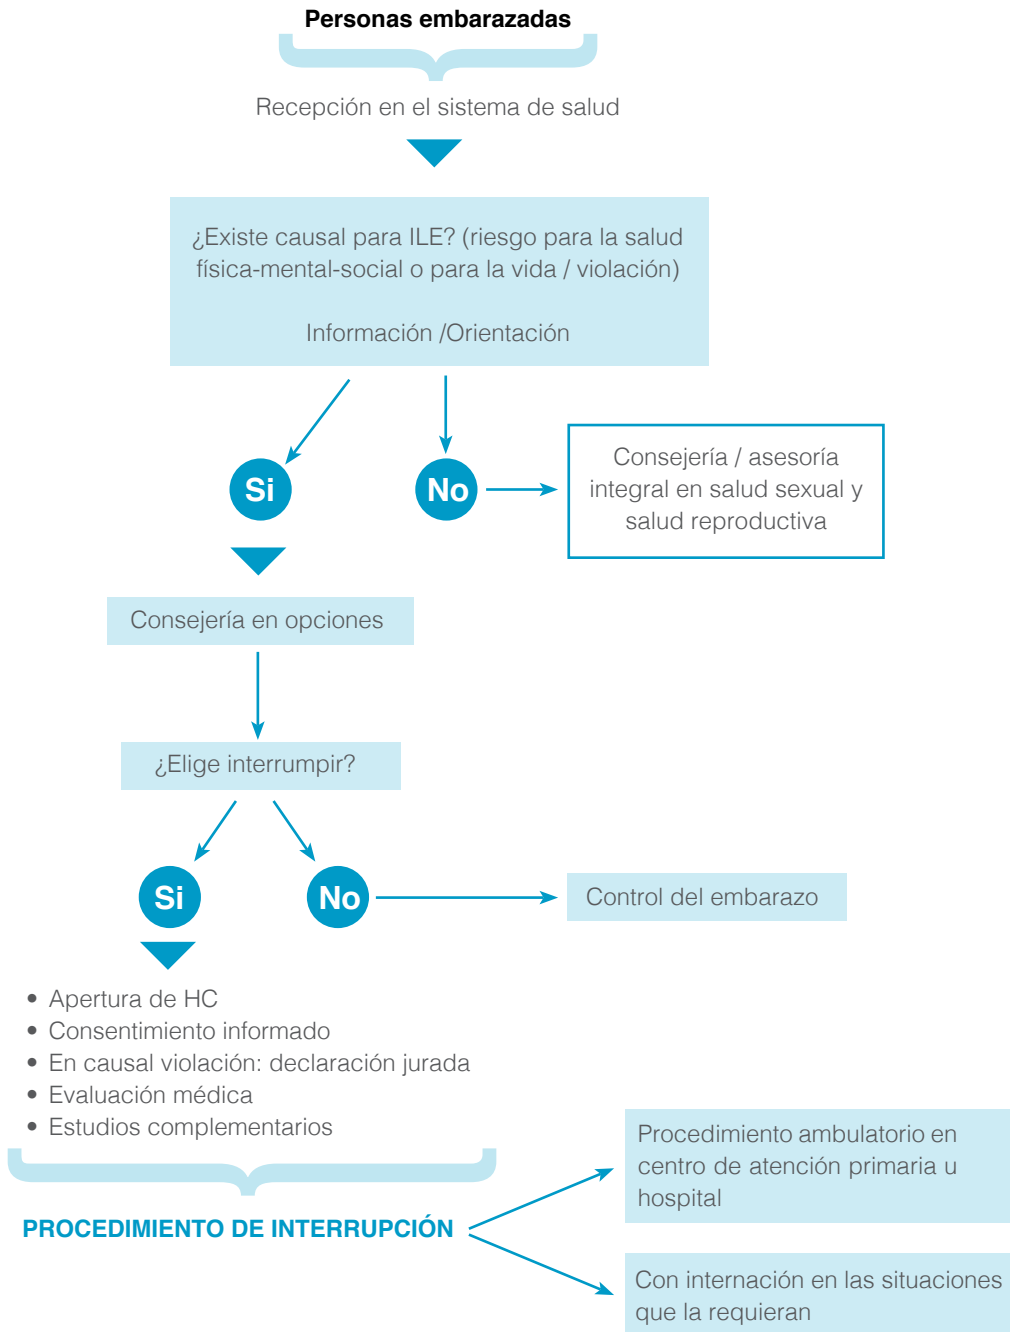 Personas embarazadas
Recepción en el sistema de salud
¿Existe causal para ILE? (riesgo para la salud
física-mental-social o para la vida / violación)
Información /Orientación
Si
No
Consejería / asesoría
integral en salud sexual y
salud reproductiva
Consejería en opciones
¿Elige interrumpir?
Si
No
Control del embarazo
• Apertura de HC
• Consentimiento informado
• En causal violación: declaración jurada
• Evaluación médica
• Estudios complementarios
PROCEDIMIENTO DE INTERRUPCIÓN
Procedimiento ambulatorio en
centro de atención primaria u
hospital
Con internación en las situaciones
que la requieran